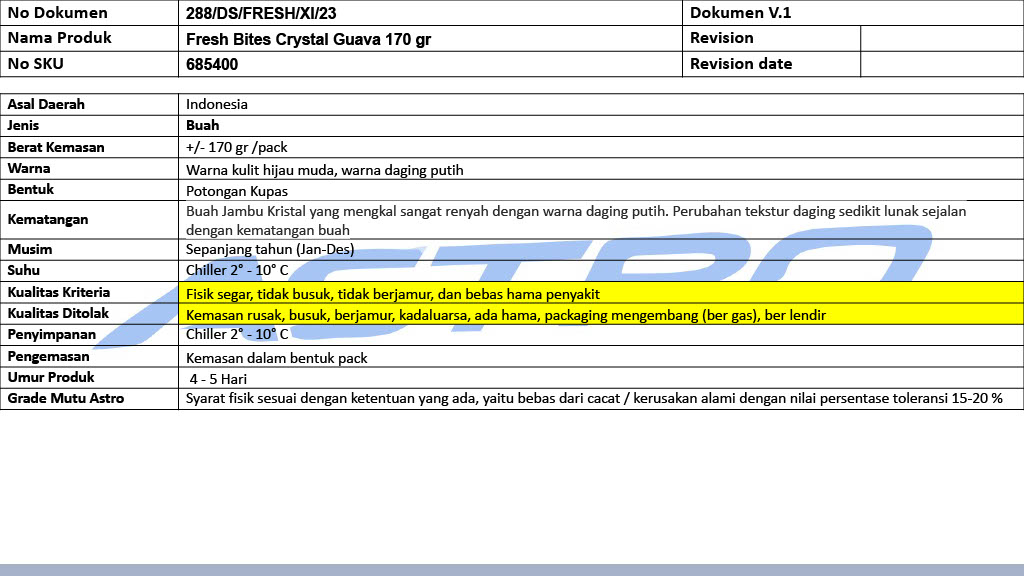 No Dokumen 288/DS/FRESH/XI/23 Dokumen V.1
Nama Produk Fresh Bites Crystal Guava 170 gr Revision
No SKU 685400 Revision date
Asal Daerah Indonesia
Jenis Buah
Berat Kemasan +/- 170 gr /pack
Warna Warna kulit hijau muda, warna daging putih
Bentuk Potongan Kupas
Kematangan Buah Jambu Kristal yang mengkal sangat renyah dengan warna daging putih. Perubahan tekstur daging sedikit lunak sejalan
dengan kematangan buah
Musim Sepanjang tahun (Jan-Des)
Suhu Chiller 2° - 10° C
Kualitas Kriteria Fisik segar, tidak busuk, tidak berjamur, dan bebas hama penyakit
Kualitas Ditolak Kemasan rusak, busuk, berjamur, kadaluarsa, ada hama, packaging mengembang (ber gas), ber lendir
Penyimpanan Chiller 2° - 10° C
Pengemasan Kemasan dalam bentuk pack
Umur Produk 4 - 5 Hari
Grade Mutu Astro Syarat fisik sesuai dengan ketentuan yang ada, yaitu bebas dari cacat / kerusakan alami dengan nilai persentase toleransi 15-20 %
ASTRO